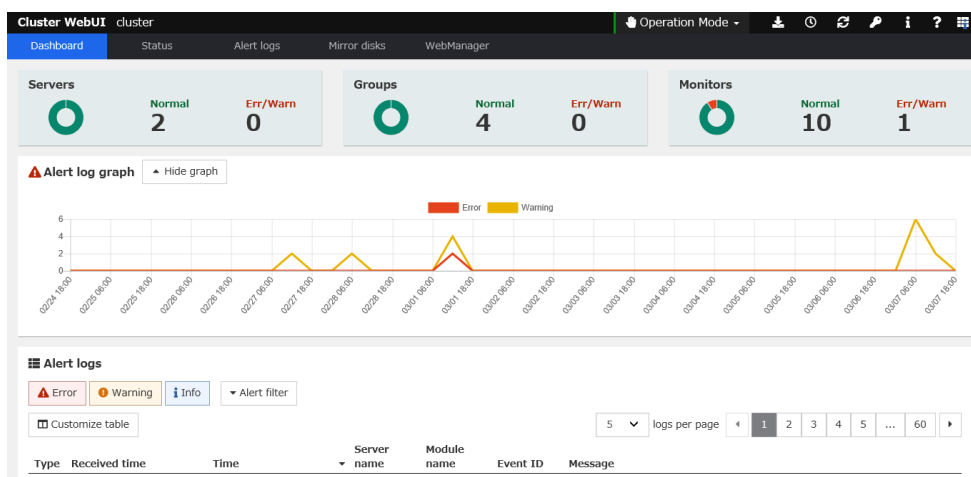 Cluster WebUI cluster Operation Mode
Dashboard Status Alert logs Mirror disks WebManager
Servers
Normal Err/Warn
2 0
Groups
Normal Err/Warn
4 0
Monitors
Normal Err/Warn
10 1
Alert log graph Hide graph
Error Warning
6
4
2
0
02/24 18:00 02/25 06:00 02/25 18:00 02/26 06:00 02/26 18:00 02/27 06:00 02/27 18:00 02/28 06:00 02/28 18:00 03/01 06:00 03/01 18:00 03/02 06:00 03/02 18:00 03/03 06:00 03/03 18:00 03/04 06:00 03/04 18:00 03/05 06:00 03/05 18:00 03/06 06:00 03/06 18:00 03/07 06:00 03/07 18:00
Alert logs
Error Warning Info Alert filter
Customize table 5 logs per page 1 2 3 4 5 ... 60
Type Received time Time Server name Module name Event ID Message